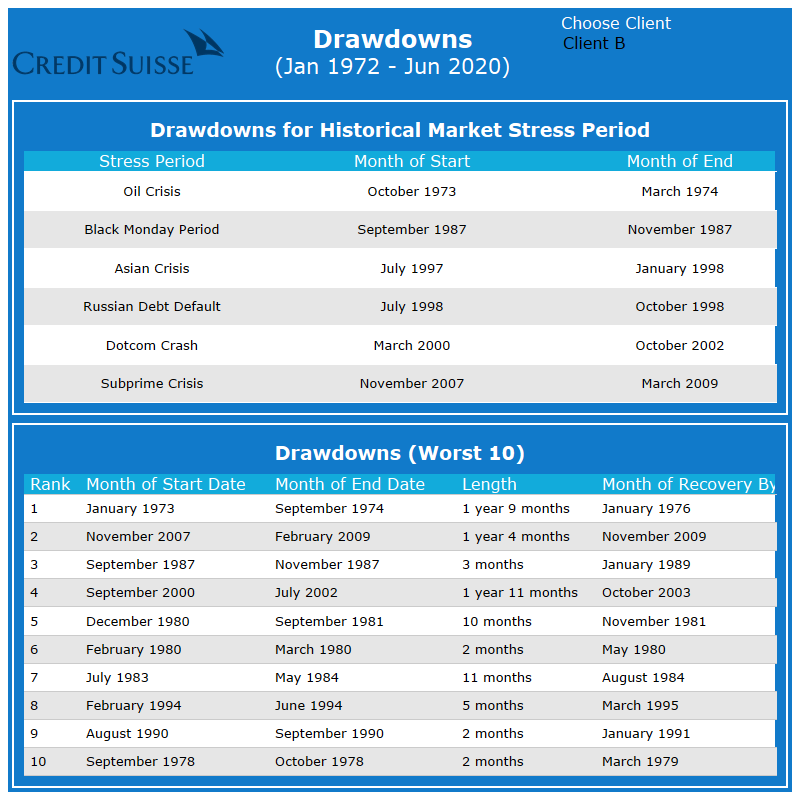 CREDIT SUISSE
Drawdowns
(Jan 1972 - Jun 2020)
Choose Client
Client B
Drawdowns for Historical Market Stress Period
Stress Period Month of Start Month of End
Oil Crisis October 1973 March 1974
Black Monday Period September 1987 November 1987
Asian Crisis July 1997 January 1998
Russian Debt Default July 1998 October 1998
Dotcom Crash March 2000 October 2002
Subprime Crisis November 2007 March 2009
Drawdowns (Worst 10)
Rank Month of Start Date Month of End Date Length Month of Recovery By
1 January 1973 September 1974 1 year 9 months January 1976
2 November 2007 February 2009 1 year 4 months November 2009
3 September 1987 November 1987 3 months January 1989
4 September 2000 July 2002 1 year 11 months October 2003
5 December 1980 September 1981 10 months November 1981
6 February 1980 March 1980 2 months May 1980
7 July 1983 May 1984 11 months August 1984
8 February 1994 June 1994 5 months March 1995
9 August 1990 September 1990 2 months January 1991
10 September 1978 October 1978 2 months March 1979